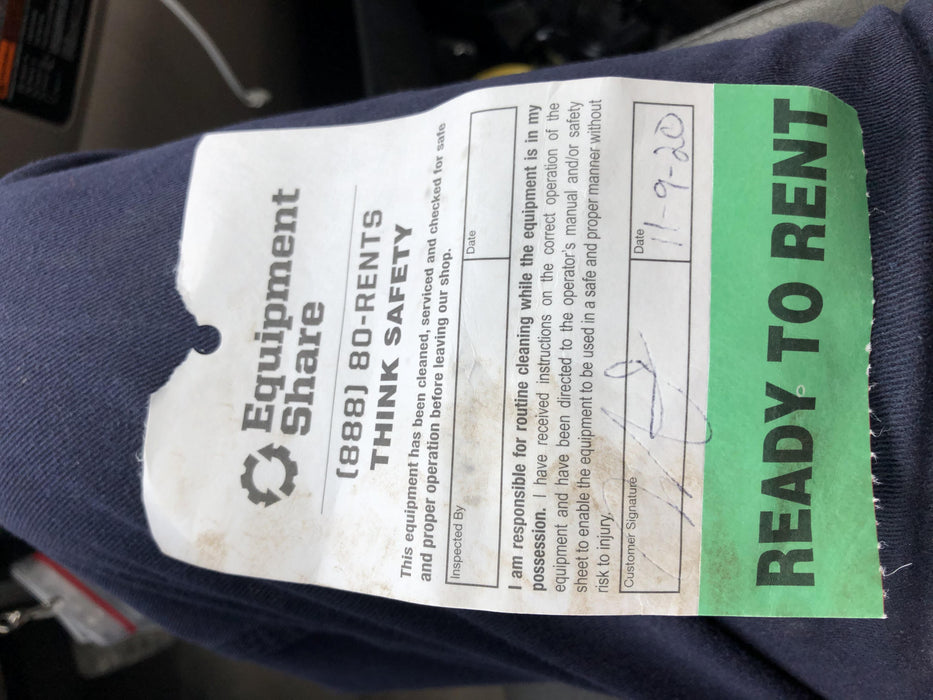 Equipment
Share
(888) 80-RENTS
THINK SAFETY
This equipment has been cleaned, serviced and checked for safe
and proper operation before leaving our shop.
Inspected By
Date
I am responsible for routine cleaning while the equipment is in my
possession. I have received instructions on the correct operation of the
equipment and have been directed to the operator's manual and/or safety
sheet to enable the equipment to be used in a safe and proper manner without
risk to injury.
Customer Signature
Date
11-9-20
READY TO RENT